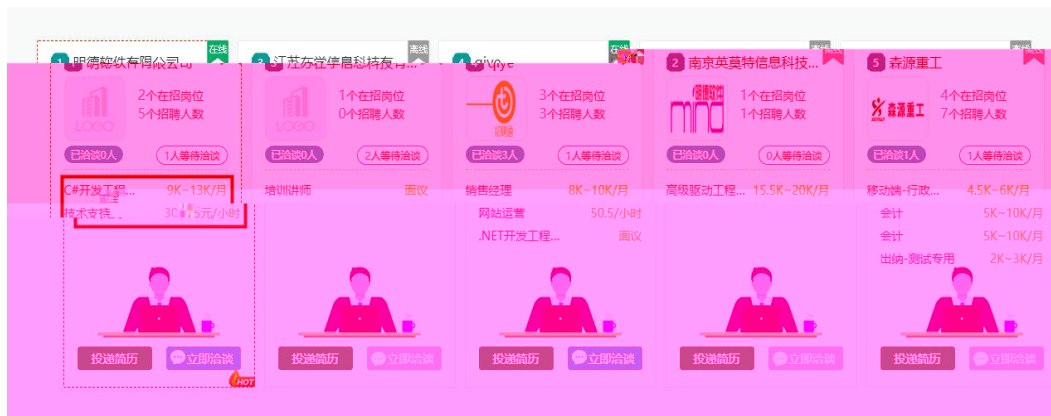 在线
离线
离线
在线
1 明德软件有限公司
2
2 南京英莫特信息科技...
5 森源重工
LOGO
2个在招岗位
5个招聘人数
LOGO
1个在招岗位
0个招聘人数
3个在招岗位
3个招聘人数
1个在招岗位
1个招聘人数
森源重工
4个在招岗位
7个招聘人数
已洽谈0人
1人等待洽谈
已洽谈0人
2人等待洽谈
已洽谈3人
1人等待洽谈
已洽谈0人
0人等待洽谈
已洽谈1人
1人等待洽谈
C#开发工程... 9K~13K/月
培训讲师 面议
销售经理 8K~10K/月
高级驱动工程... 15.5K~20K/月
移动端-行政... 4.5K~6K/月
技术支持
网站运营 50.5/小时
会计 5K~10K/月
.NET开发工程... 面议
会计 5K~10K/月
出纳-测试专用 2K~3K/月
投递简历
立即洽谈
投递简历
立即洽谈
投递简历
立即洽谈
投递简历
立即洽谈
投递简历
立即洽谈
HOT